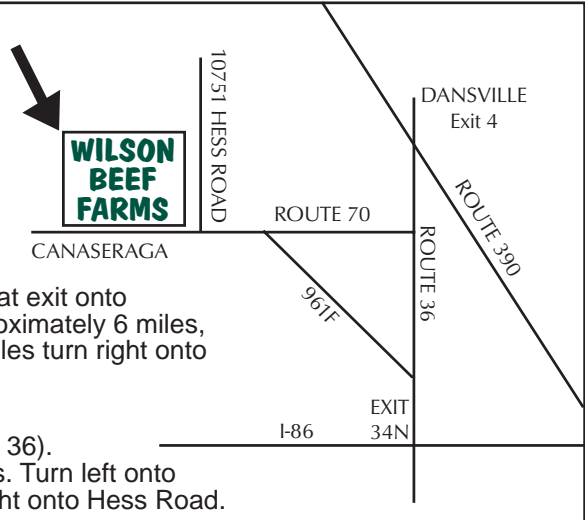 WILSON
BEEF
FARMS
10751 HESS ROAD
DANSVILLE
Exit 4
ROUTE 70
ROUTE 36
ROUTE 390
CANASERAGA
961F
at exit onto
oximately 6 miles,
les turn right onto
EXIT
34N
I-86
36).
s. Turn left onto
ht onto Hess Road.